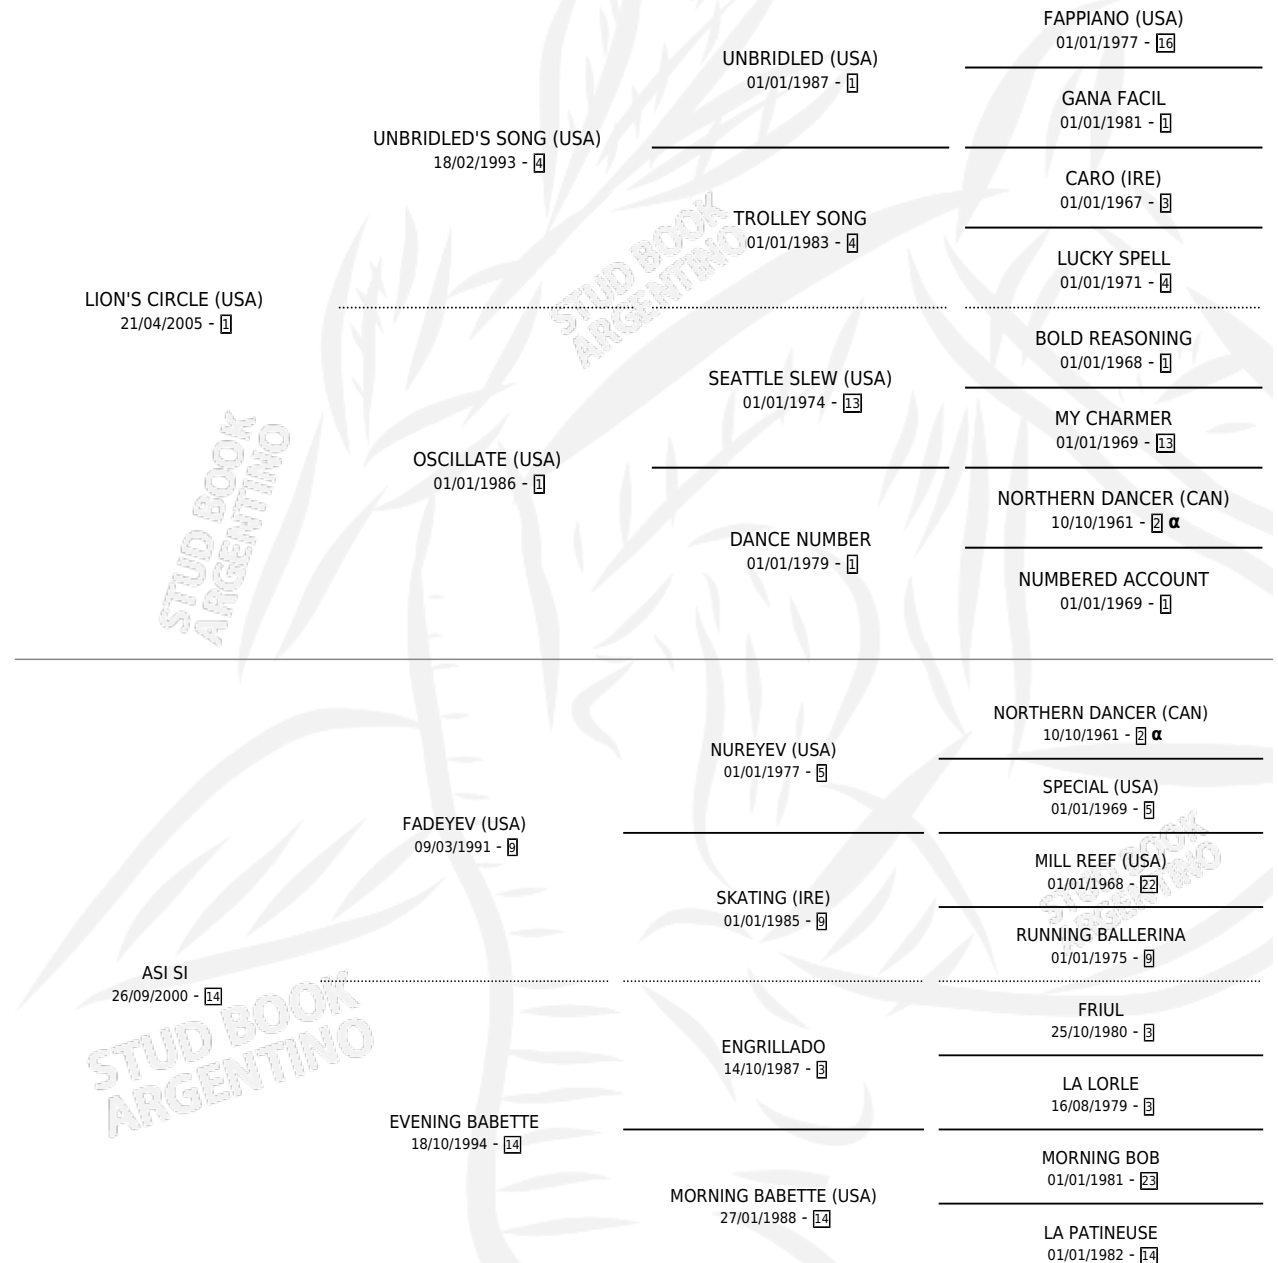 FAPPIANO (USA)
01/01/1977 - 16
UNBRIDLED (USA)
01/01/1987 - 1
GANA FACIL
01/01/1981 - 1
UNBRIDLED'S SONG (USA)
18/02/1993 - 4
CARO (IRE)
01/01/1967 - 3
TROLLEY SONG
01/01/1983 - 4
LUCKY SPELL
01/01/1971 - 4
LION'S CIRCLE (USA)
21/04/2005 - 1
STUD BOOK
ARGENTINO
BOLD REASONING
01/01/1968 - 1
SEATTLE SLEW (USA)
01/01/1974 - 13
MY CHARMER
01/01/1969 - 13
OSCILLATE (USA)
01/01/1986 - 1
NORTHERN DANCER (CAN)
10/10/1961 - 2 α
DANCE NUMBER
01/01/1979 - 1
NUMBERED ACCOUNT
01/01/1969 - 1
STUD BOOK
ARGENTINO
NORTHERN DANCER (CAN)
10/10/1961 - 2 α
NUREYEV (USA)
01/01/1977 - 5
SPECIAL (USA)
01/01/1969 - 5
FADEYEV (USA)
09/03/1991 - 9
MILL REEF (USA)
01/01/1968 - 22
SKATING (IRE)
01/01/1985 - 9
RUNNING BALLERINA
01/01/1975 - 9
STUD BOOK
ARGENTINO
ASI SI
26/09/2000 - 14
FRIUL
25/10/1980 - 3
ENGRILLADO
14/10/1987 - 3
LA LORLE
16/08/1979 - 3
EVENING BABETTE
18/10/1994 - 14
MORNING BOB
01/01/1981 - 23
MORNING BABETTE (USA)
27/01/1988 - 14
LA PATINEUSE
01/01/1982 - 14
STUD BOOK
ARGENTINO